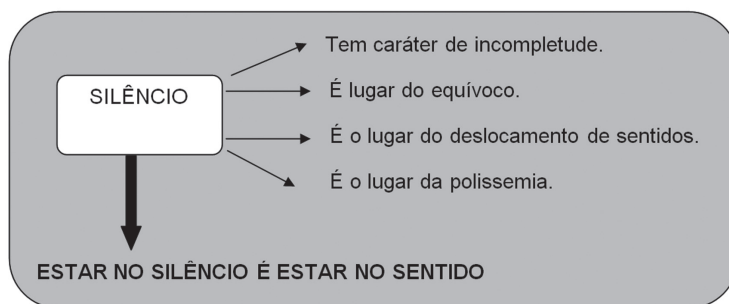 Tem caráter de incompletude.
SILÊNCIO
É lugar do equívoco.
É o lugar do deslocamento de sentidos.
É o lugar da polissemia.
ESTAR NO SILÊNCIO É ESTAR NO SENTIDO